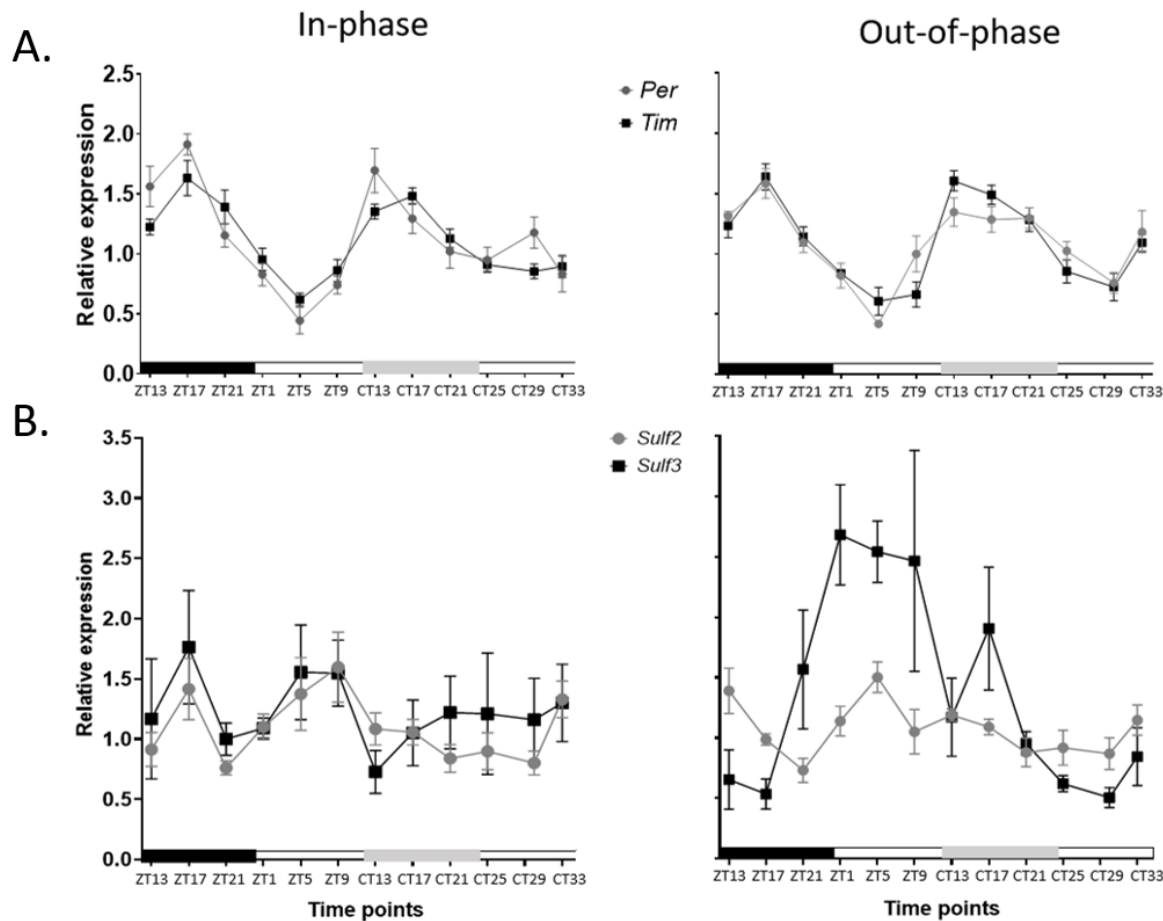 In-phase
Out-of-phase
A.
Relative expression
2.5
2.0
1.5
1.0
0.5
0.0
Per
Tim
ZT13 ZT17 ZT21 ZT1 ZT5 ZT9 CT13 CT17 CT21 CT25 CT29 CT33
ZT13 ZT17 ZT21 ZT1 ZT5 ZT9 CT13 CT17 CT21 CT25 CT29 CT33
B.
Relative expression
3.5
3.0
2.5
2.0
1.5
1.0
0.5
0.0
Sulf2
Sulf3
ZT13 ZT17 ZT21 ZT1 ZT5 ZT9 CT13 CT17 CT21 CT25 CT29 CT33
ZT13 ZT17 ZT21 ZT1 ZT5 ZT9 CT13 CT17 CT21 CT25 CT29 CT33
Time points
Time points